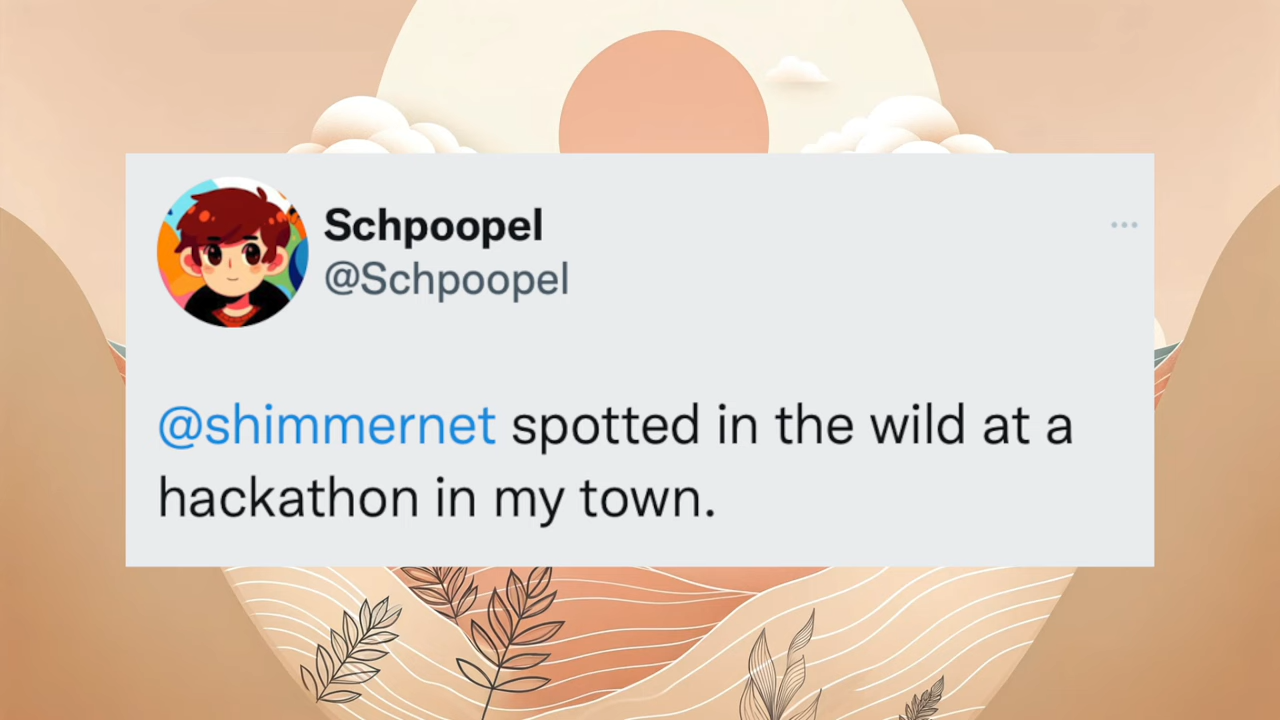 Schpoopel
@Schpoopel
@shimmernet spotted in the wild at a
hackathon in my town.